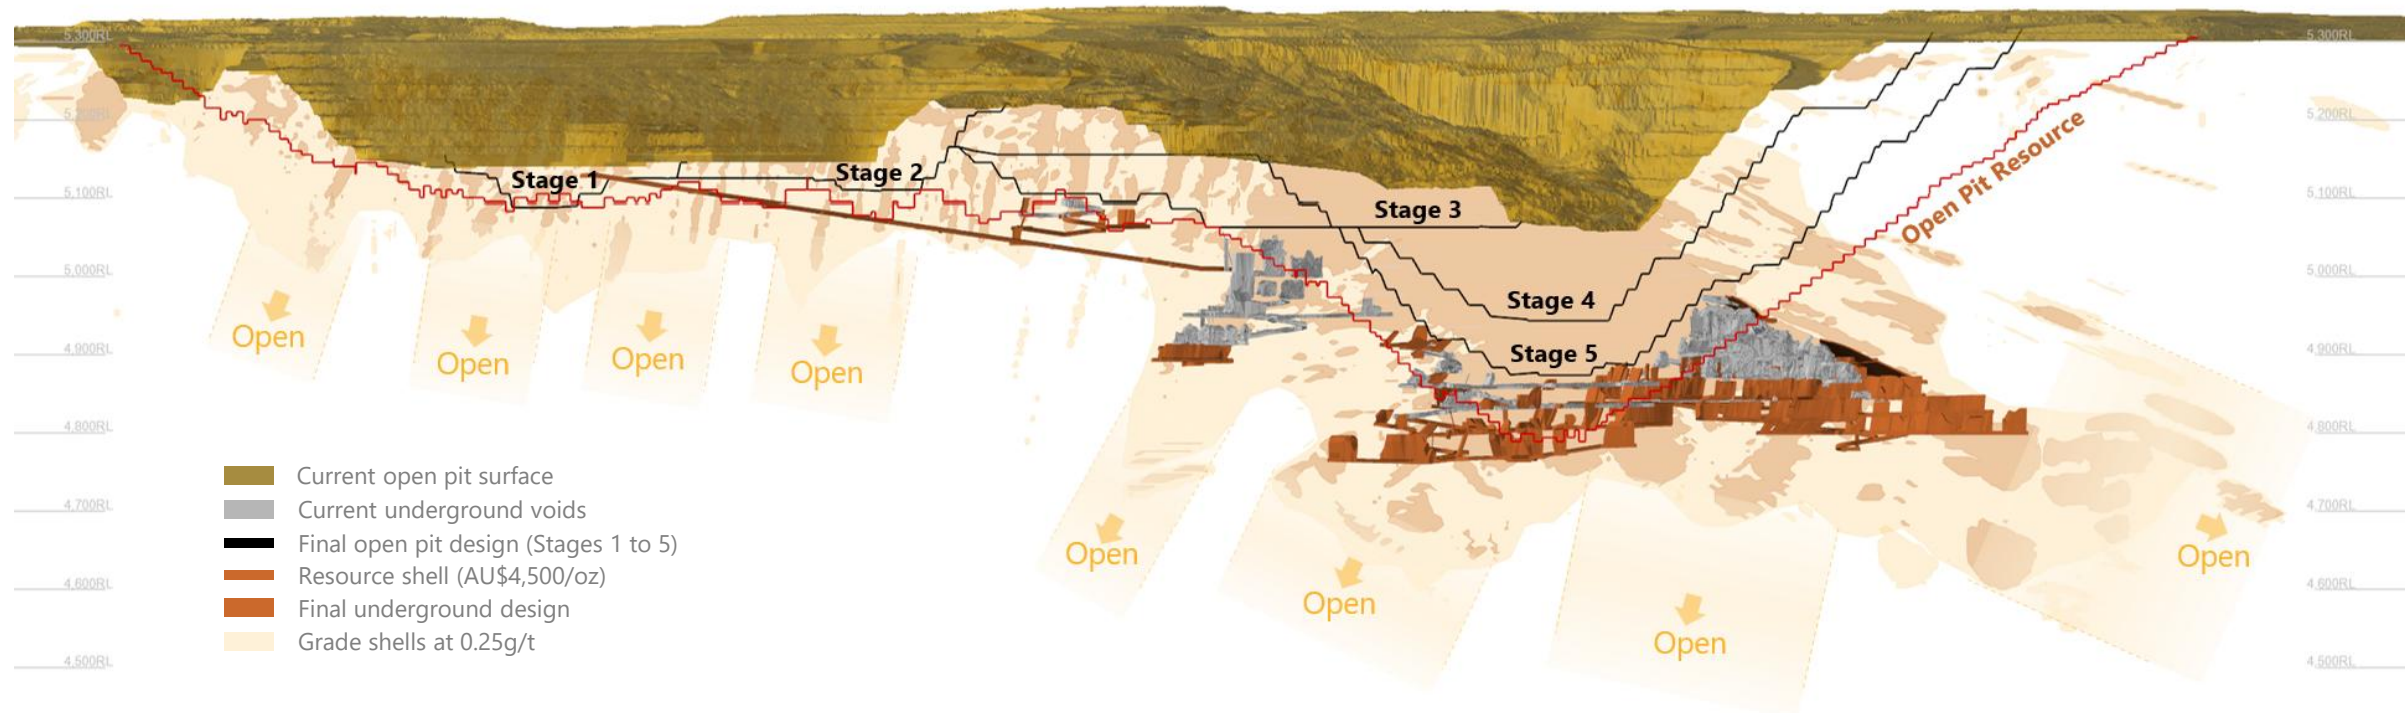 5,300RL
5,300RL
5,200RL
5,200RL
Open Pit Resource
Stage 1
Stage 2
5,100RL
5,100RL
Stage 3
5,000RL
5,000RL
Stage 4
Open
Open
Open
Open
4,900RL
4,900RL
Stage 5
4,800RL
4,800RL
Current open pit surface
Current underground voids
4,700RL
4,700RL
Final open pit design (Stages 1 to 5)
Open
Open
Resource shell (AU$4,500/oz)
4,600RL
4,600RL
Final underground design
Open
Grade shells at 0.25g/t
Open
4,500RL
4,500RL